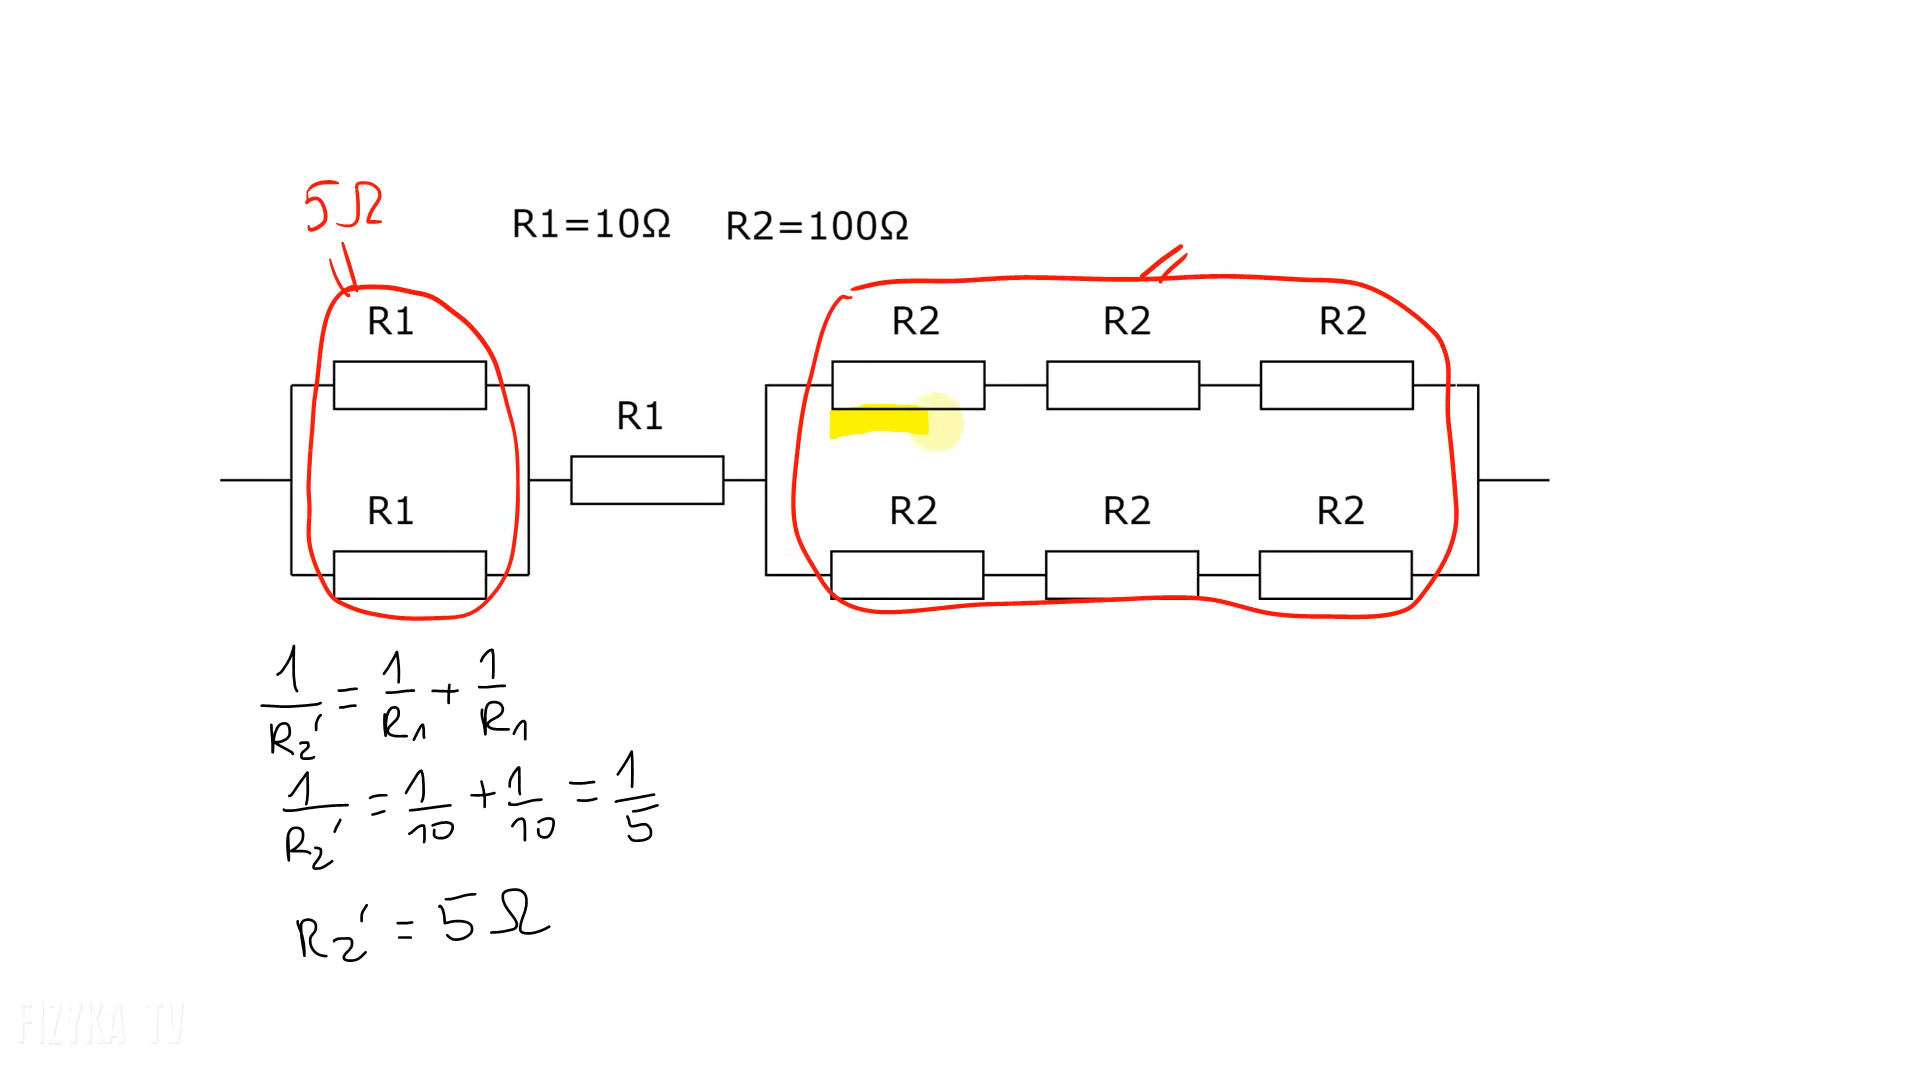 5Ω
R1=10Ω R2=100Ω
R1 R2 R2 R2
R1
R1 R2 R2 R2
1/R₂' = 1/R₁ + 1/R₁
1/R₂' = 1/10 + 1/10 = 1/5
R₂' = 5Ω
FIZYKA TV